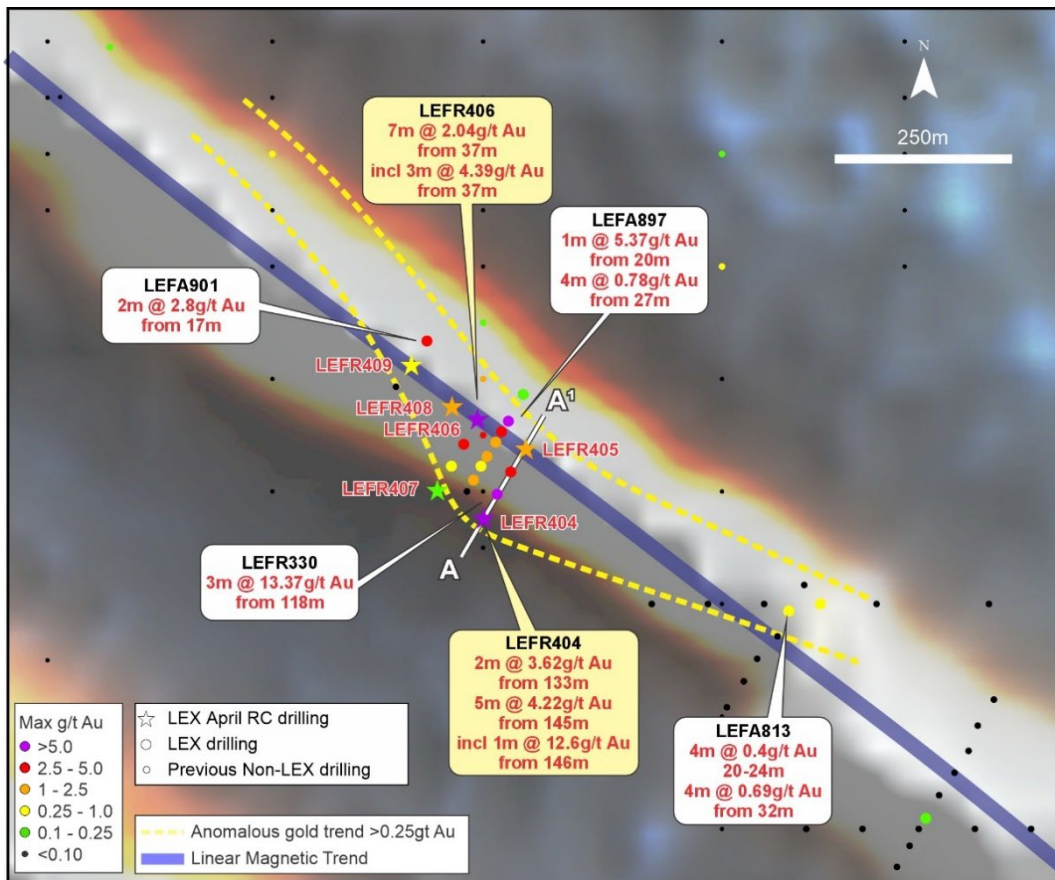 N
250m
LEFR406
7m @ 2.04g/t Au
from 37m
incl 3m @ 4.39g/t Au
from 37m
LEFA897
1m @ 5.37g/t Au
from 20m
4m @ 0.78g/t Au
from 27m
LEFA901
2m @ 2.8g/t Au
from 17m
LEFR409
LEFR408
LEFR406
A¹
LEFR405
LEFR407
LEFR404
A
LEFR330
3m @ 13.37g/t Au
from 118m
LEFR404
2m @ 3.62g/t Au
from 133m
5m @ 4.22g/t Au
from 145m
incl 1m @ 12.6g/t Au
from 146m
LEFA813
4m @ 0.4g/t Au
20-24m
4m @ 0.69g/t Au
from 32m
Max g/t Au
>5.0
2.5 - 5.0
1 - 2.5
0.25 - 1.0
0.1 - 0.25
<0.10
LEX April RC drilling
LEX drilling
Previous Non-LEX drilling
Anomalous gold trend >0.25gt Au
Linear Magnetic Trend